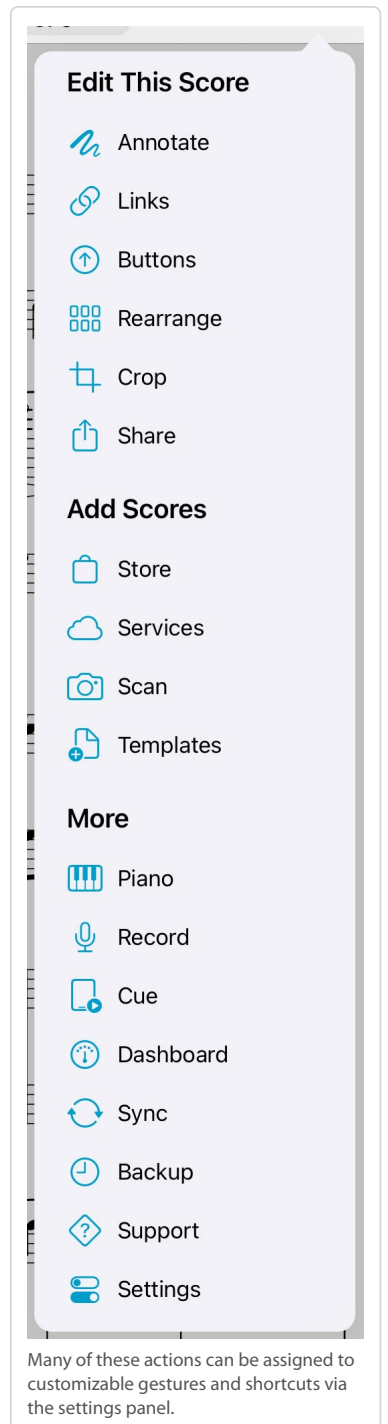 Edit This Score
Annotate
Links
Buttons
Rearrange
Crop
Share
Add Scores
Store
Services
Scan
Templates
More
Piano
Record
Cue
Dashboard
Sync
Backup
Support
Settings
Many of these actions can be assigned to
customizable gestures and shortcuts via
the settings panel.